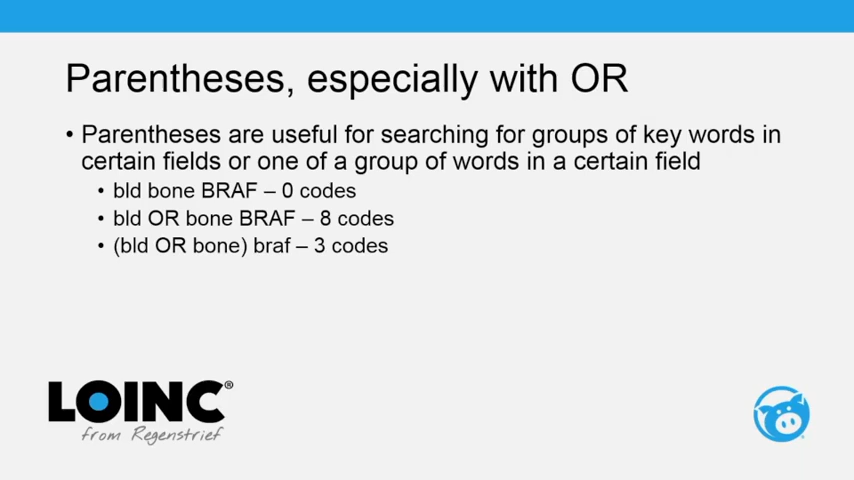 Parentheses, especially with OR
• Parentheses are useful for searching for groups of key words in
certain fields or one of a group of words in a certain field
• bld bone BRAF – 0 codes
• bld OR bone BRAF – 8 codes
• (bld OR bone) braf – 3 codes
LOINC®
from Regenstrief